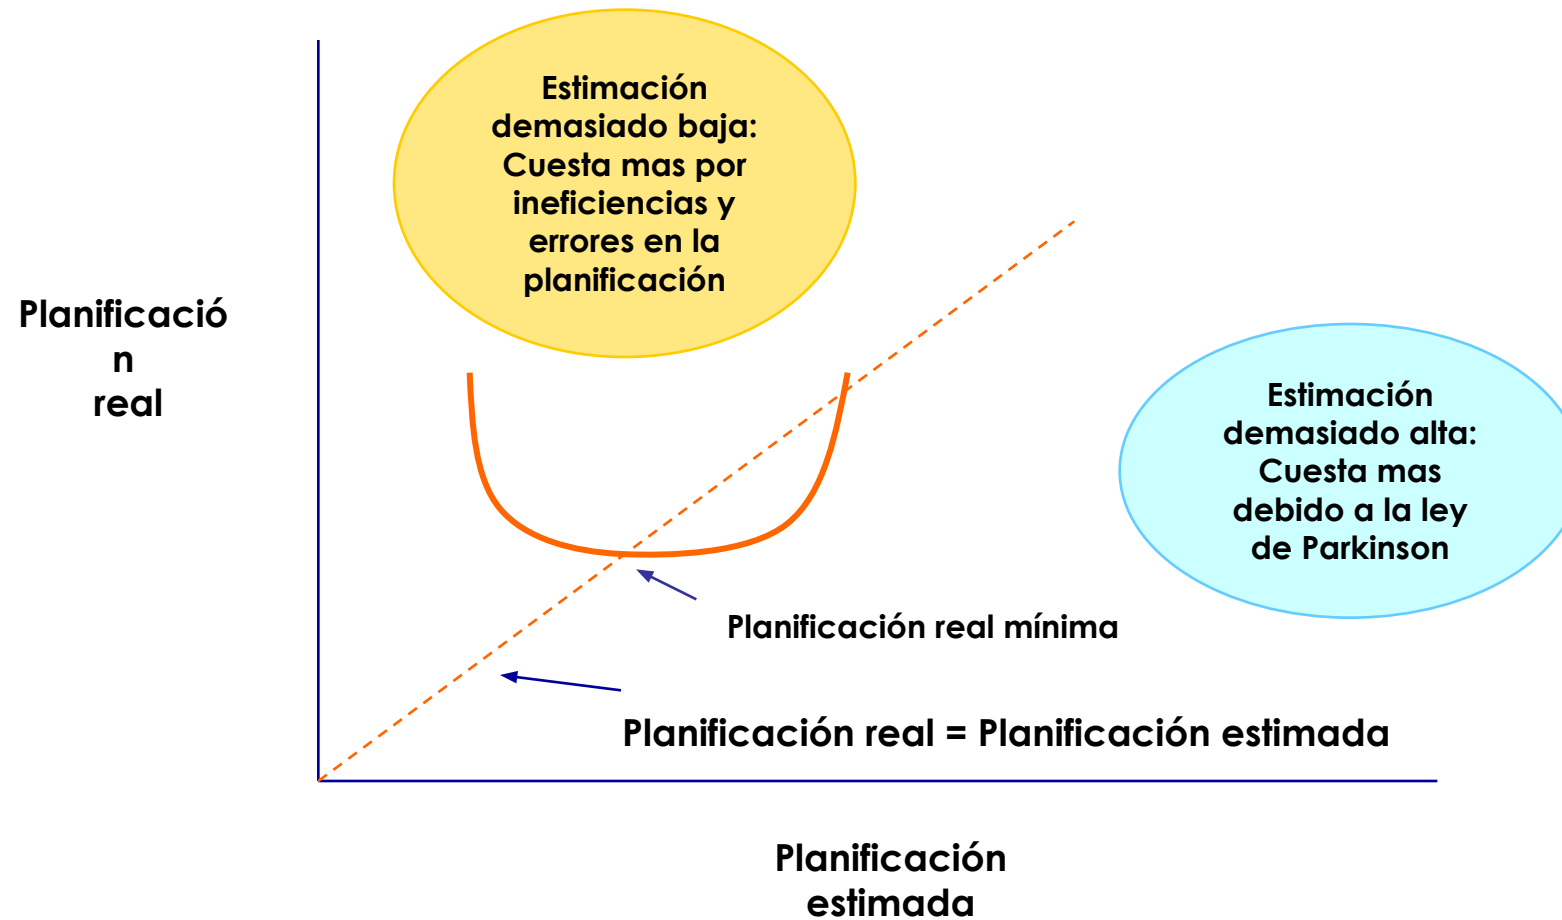 Estimación
demasiado baja:
Cuesta mas por
ineficiencias y
errores en la
planificación
Planificació
n
real
Estimación
demasiado alta:
Cuesta mas
debido a la ley
de Parkinson
Planificación real mínima
Planificación real = Planificación estimada
Planificación
estimada